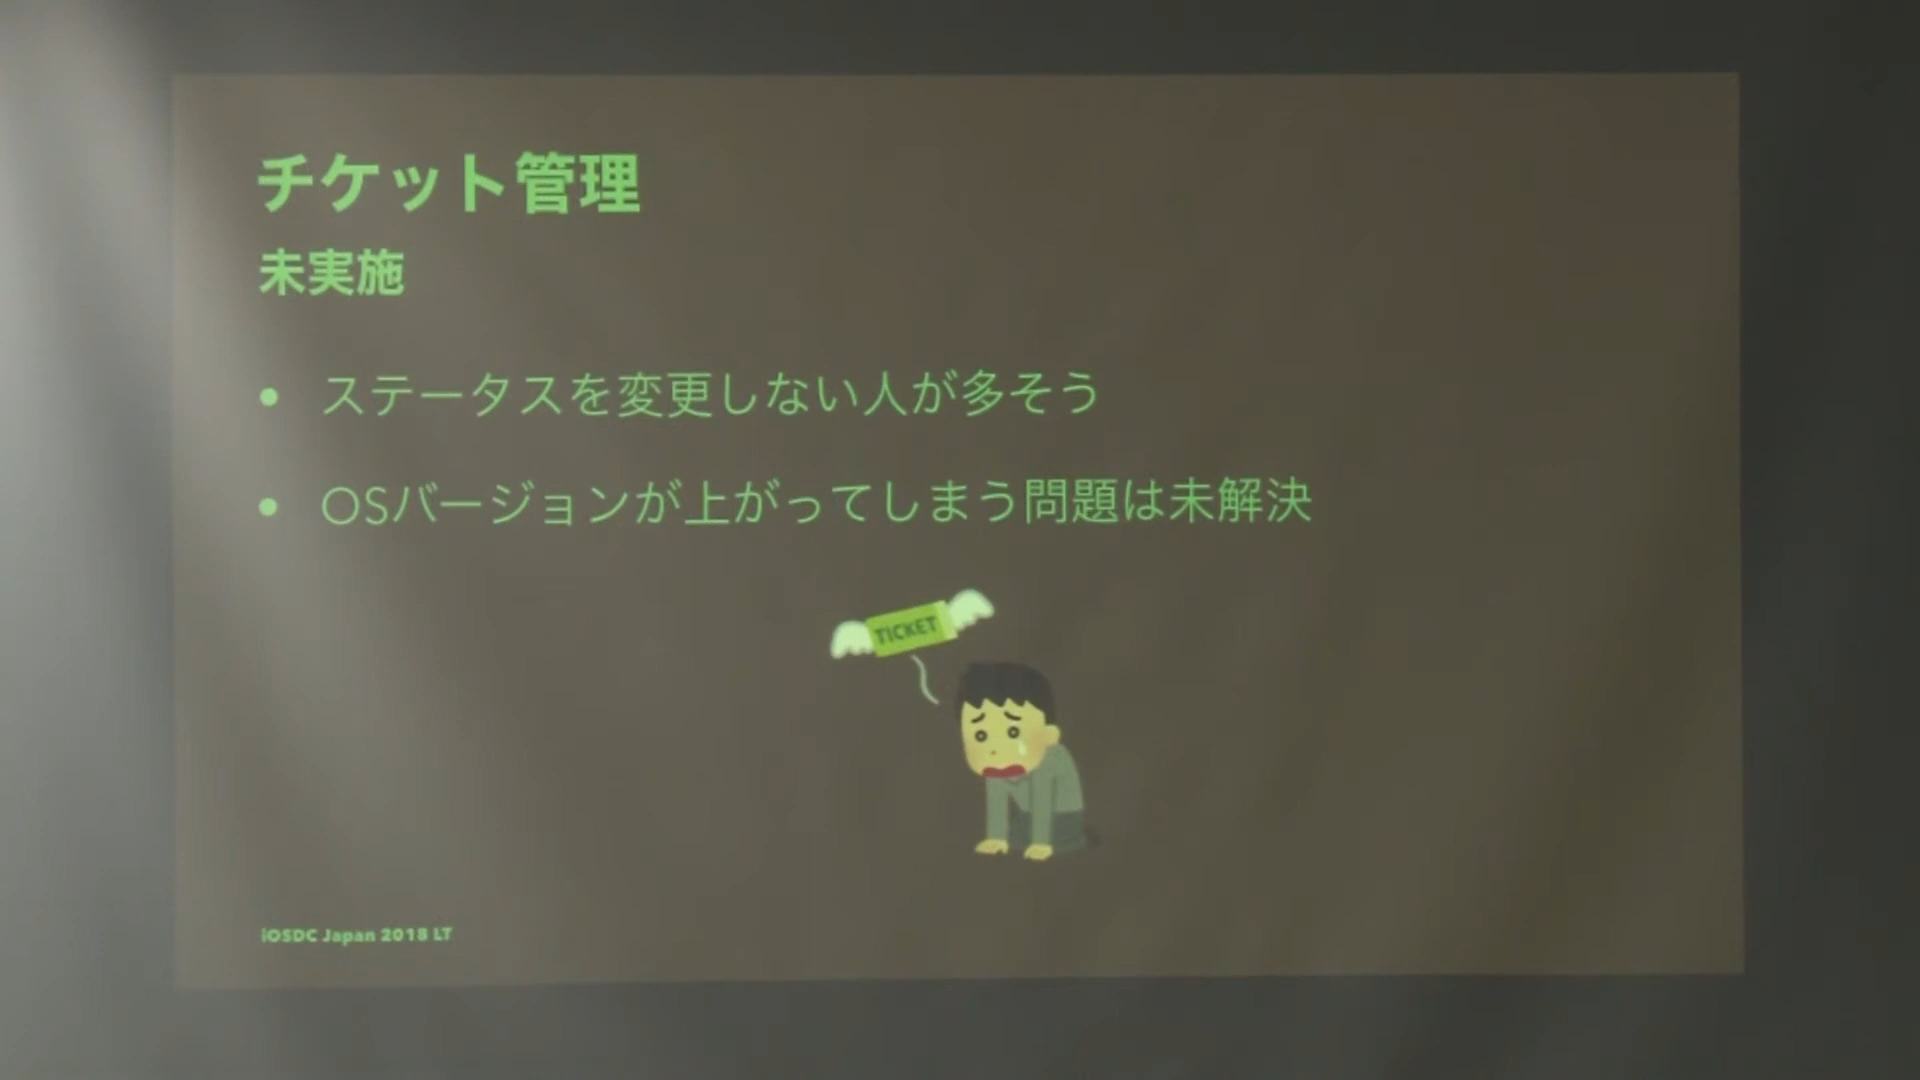 チケット管理
未実施
• ステータスを変更しない人が多そう
• OSバージョンが上がってしまう問題は未解決
TICKET
iOSDC Japan 2018 LT